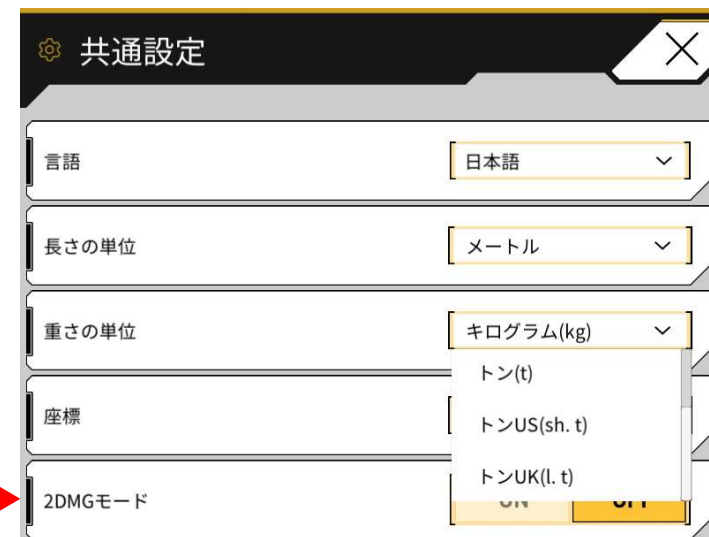 共通設定
言語
日本語
長さの単位
メートル
重さの単位
キログラム(kg)
トン(t)
座標
トンUS(sh. t)
トンUK(l. t)
2DMGモード